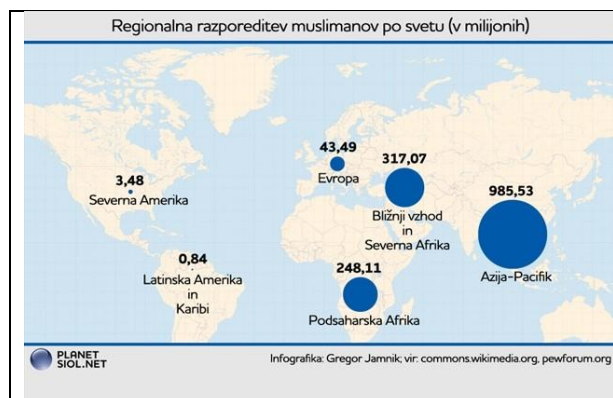 Regionalna razporeditev muslimanov po svetu (v milijonih)
43,49
Evropa
317,07
Bližnji vzhod
in
Severna Afrika
3,48
Severna Amerika
985,53
Azija-Pacifik
0,84
Latinska Amerika
in
Karibi
248,11
Podsaharska Afrika
PLANET
SIOL.NET
Infografika: Gregor Jamnik; vir: commons.wikimedia.org, pewforum.org